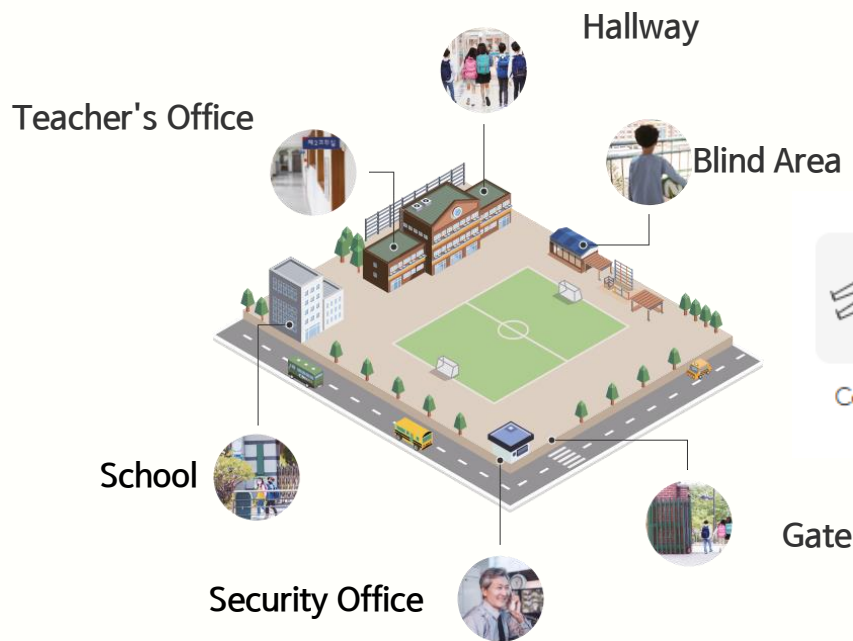 Hallway
Teacher's Office
Blind Area
School
Gate
Security Office